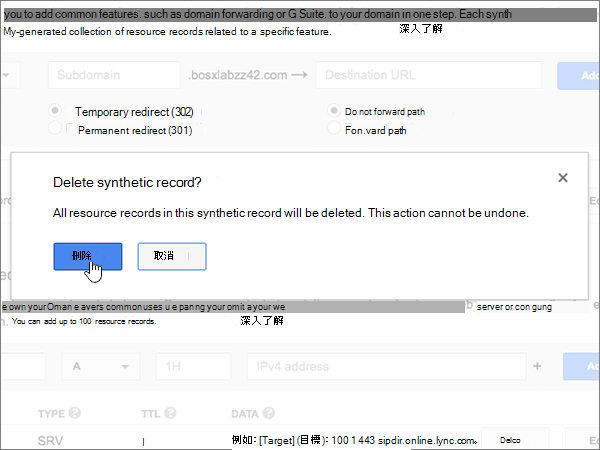 you to add common features. such as domain forwarding or G Suite. to your domain in one step. Each synth
My-generated collection of resource records related to a specific feature.
深入了解
Subdomain .bosxlabzz42.com → Destination URL Add
Temporary redirect (302) Do not forward path
Permanent redirect (301) Fon.vard path
Delete synthetic record?
All resource records in this synthetic record will be deleted. This action cannot be undone.
刪除 取消
e own your Oman e avers common uses u e pan ng your omit a your we server or con gung
You can add up to 100 resource records. 深入了解
A 1H IPv4 address + Ad
TYPE TTL DATA
SRV 例如: [Target] (目標): 100 1 443 sipdir.online.lync.com. Delco Ed